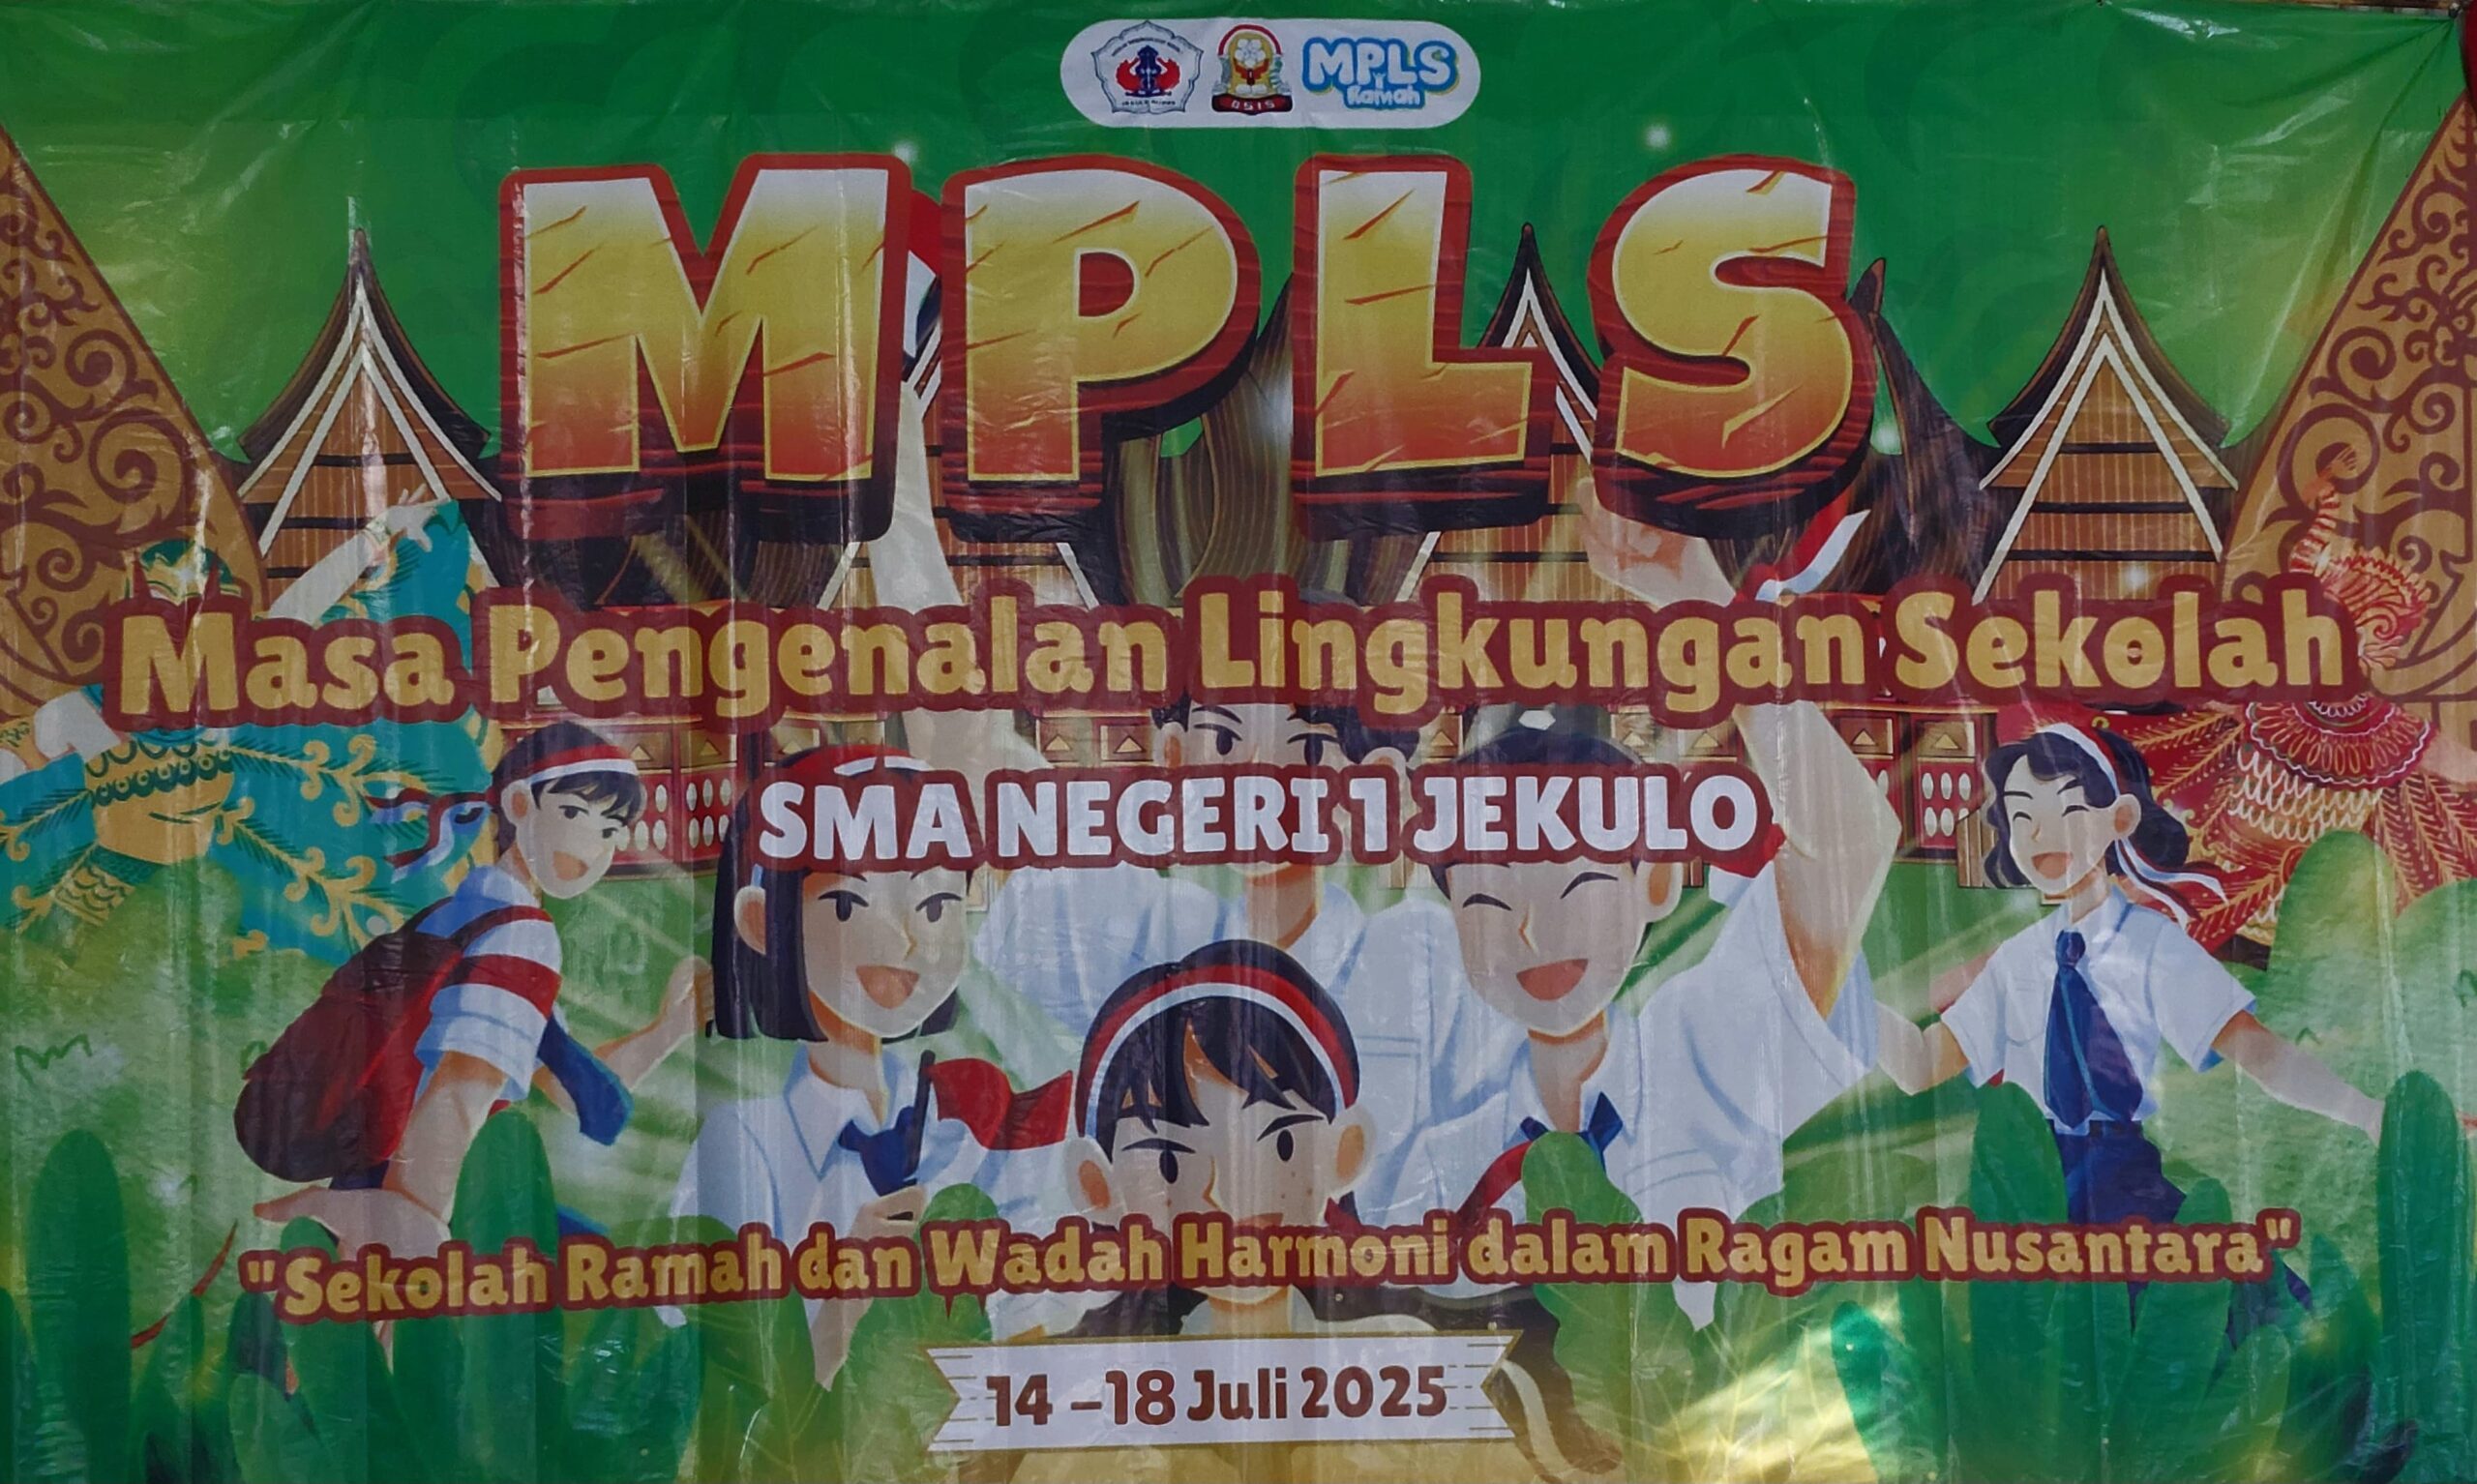 OSIS
MPLS
Ramah
MPLS
Masa Pengenalan Lingkungan Sekolah
SMA NEGERI 1 JEKULO
"Sekolah Ramah dan Wadah Harmoni dalam Ragam Nusantara"
14 –18 Juli 2025